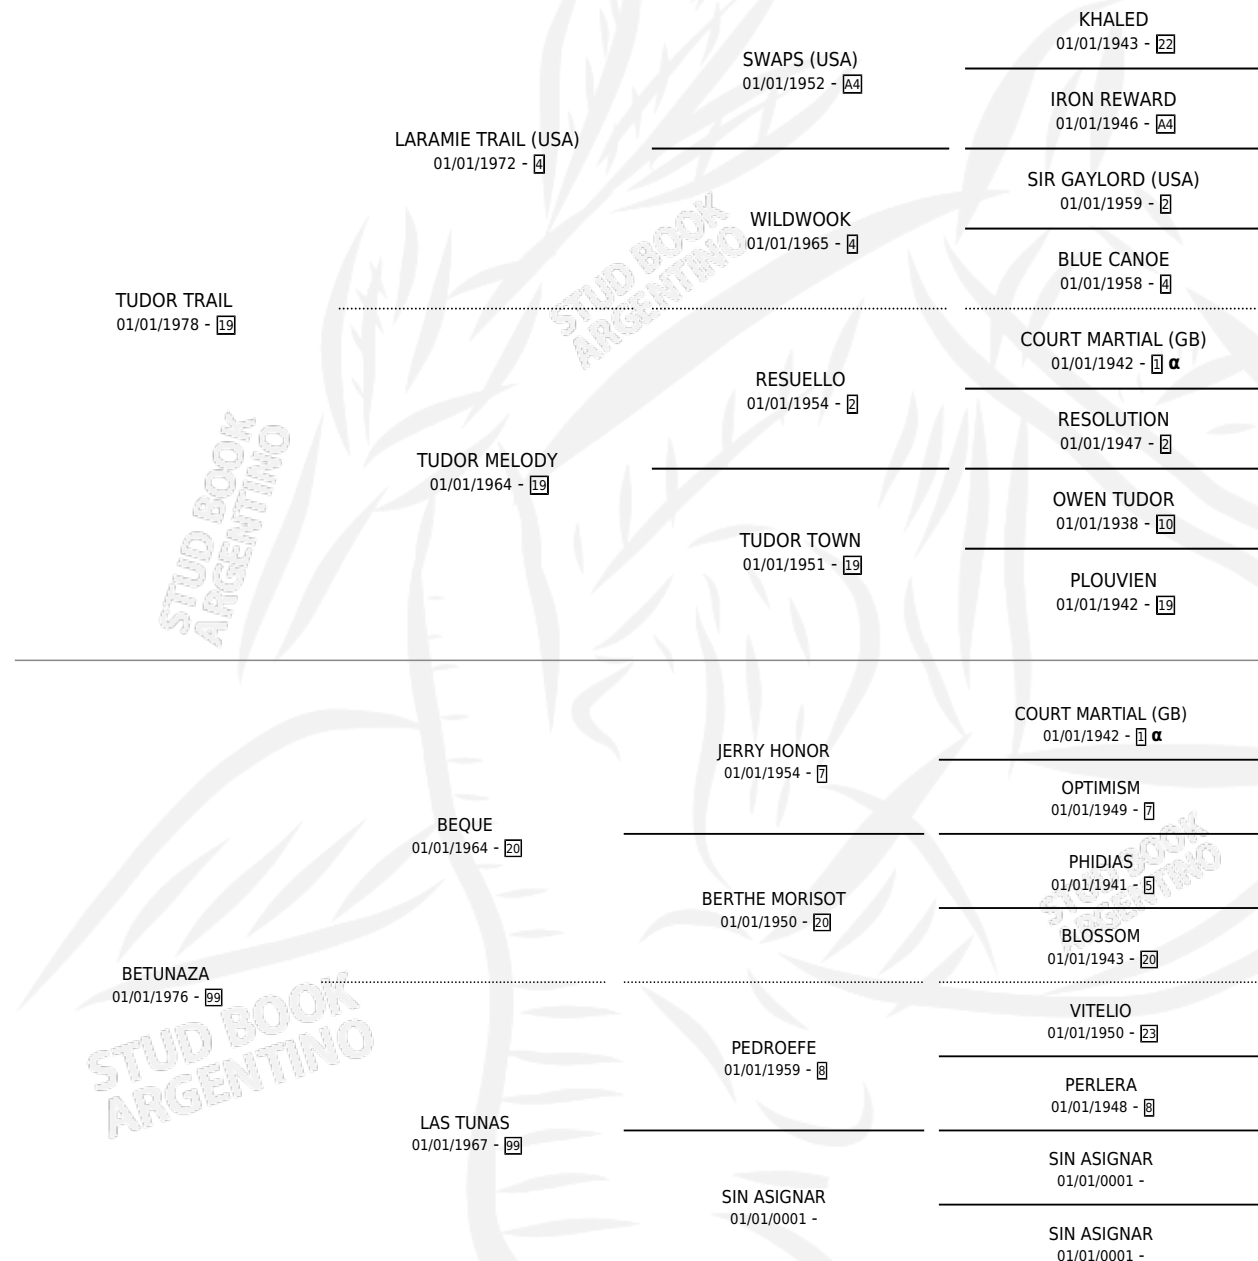 KHALED
01/01/1943 - 22
SWAPS (USA)
01/01/1952 - A4
IRON REWARD
01/01/1946 - A4
LARAMIE TRAIL (USA)
01/01/1972 - 4
SIR GAYLORD (USA)
01/01/1959 - 2
WILDWOOK
01/01/1965 - 4
BLUE CANOE
01/01/1958 - 4
TUDOR TRAIL
01/01/1978 - 19
COURT MARTIAL (GB)
01/01/1942 - 1 α
RESUELLO
01/01/1954 - 2
RESOLUTION
01/01/1947 - 2
TUDOR MELODY
01/01/1964 - 19
OWEN TUDOR
01/01/1938 - 10
TUDOR TOWN
01/01/1951 - 19
PLOUVIEN
01/01/1942 - 19
COURT MARTIAL (GB)
01/01/1942 - 1 α
JERRY HONOR
01/01/1954 - 7
OPTIMISM
01/01/1949 - 7
BEQUE
01/01/1964 - 20
PHIDIAS
01/01/1941 - 5
BERTHE MORISOT
01/01/1950 - 20
BLOSSOM
01/01/1943 - 20
BETUNAZA
01/01/1976 - 99
VITELIO
01/01/1950 - 23
PEDROEFE
01/01/1959 - 8
PERLERA
01/01/1948 - 8
LAS TUNAS
01/01/1967 - 99
SIN ASIGNAR
01/01/0001 -
SIN ASIGNAR
01/01/0001 -
SIN ASIGNAR
01/01/0001 -
STUD BOOK
ARGENTINO
STUD BOOK
ARGENTINO
STUD BOOK
ARGENTINO
STUD BOOK
ARGENTINO